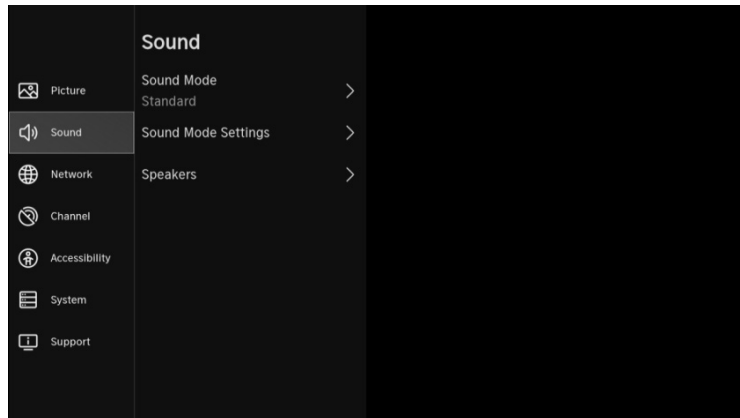 Sound
Picture
Sound
Network
Channel
Accessibility
System
Support
Sound Mode
Standard
Sound Mode Settings
Speakers